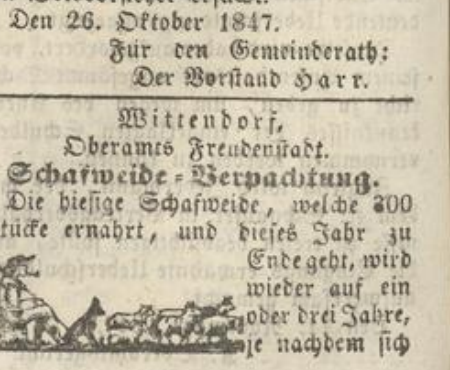 Den 26. Oktober 1847.
Für den Gemeinderath:
Der Vorstand Harr.
Wittendorf,
Oberamts Freudenstadt.
Schafweide-Verpachtung.
Die hiesige Schafweide, welche 300
tücke ernährt, und dieses Jahr zu
Ende geht, wird
wieder auf ein
oder drei Jahre,
je nachdem sich